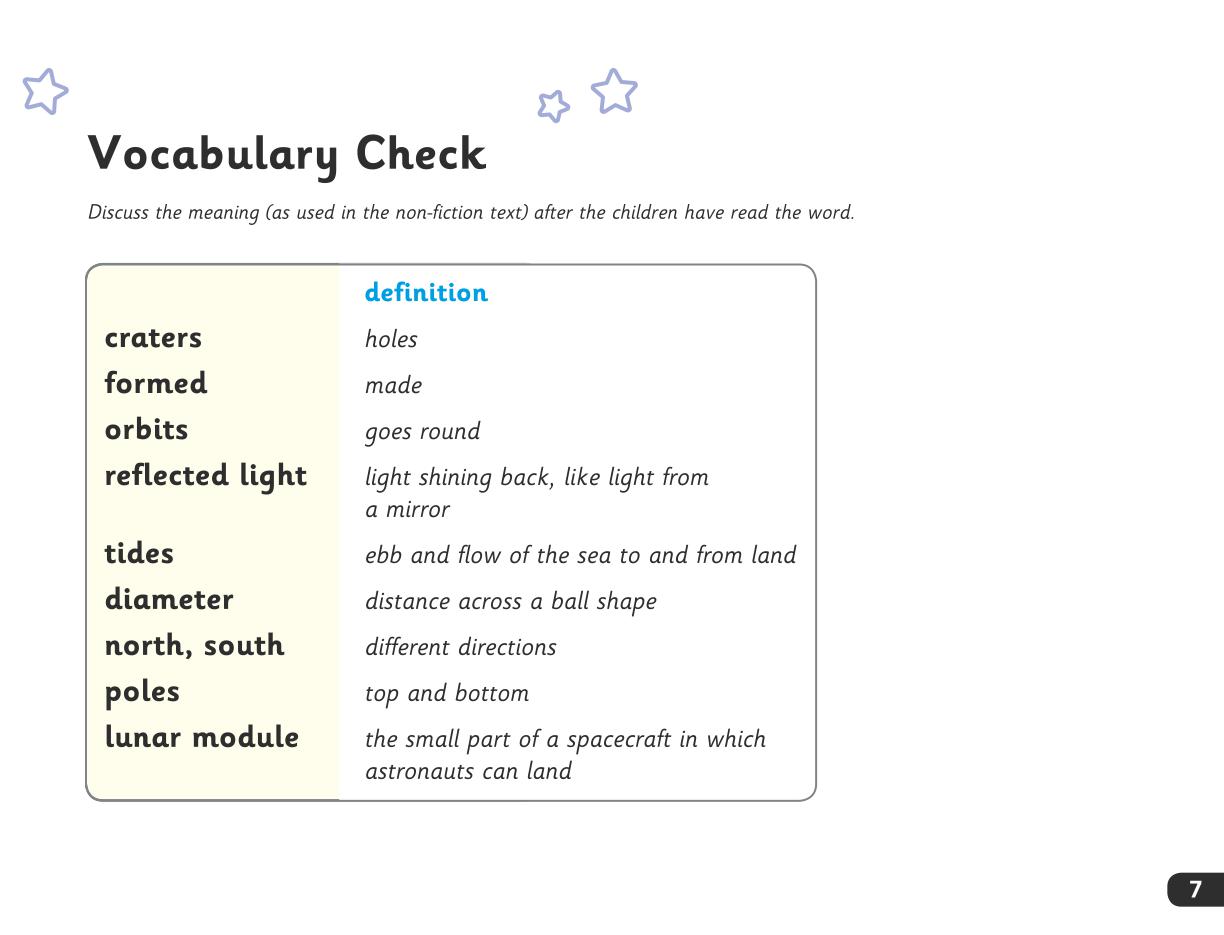 Vocabulary Check
Discuss the meaning (as used in the non-fiction text) after the children have read the word.
definition
craters holes
formed made
orbits goes round
reflected light light shining back, like light from
a mirror
tides ebb and flow of the sea to and from land
diameter distance across a ball shape
north, south different directions
poles top and bottom
lunar module the small part of a spacecraft in which
astronauts can land
7